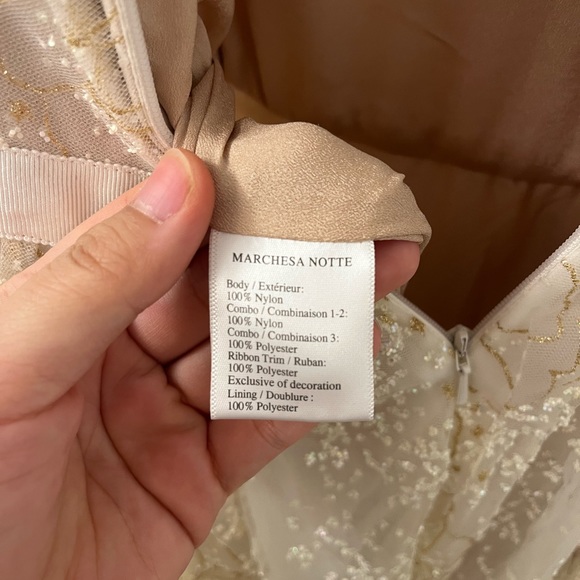 MARCHESA NOTTE
Body / Extérieur:
100% Nylon
Combo / Combinaison 1-2:
100% Nylon
Combo / Combinaison 3:
100% Polyester
Ribbon Trim / Ruban:
100% Polyester
Exclusive of decoration
Lining / Doublure :
100% Polyester